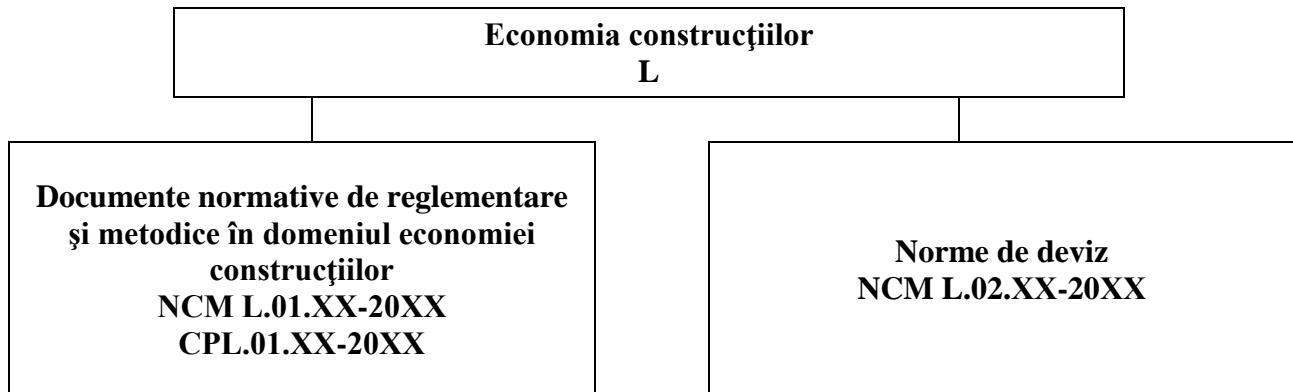 Economia construcţiilor
L
Documente normative de reglementare
şi metodice în domeniul economiei
construcţiilor
NCM L.01.XX-20XX
CPL.01.XX-20XX
Norme de deviz
NCM L.02.XX-20XX